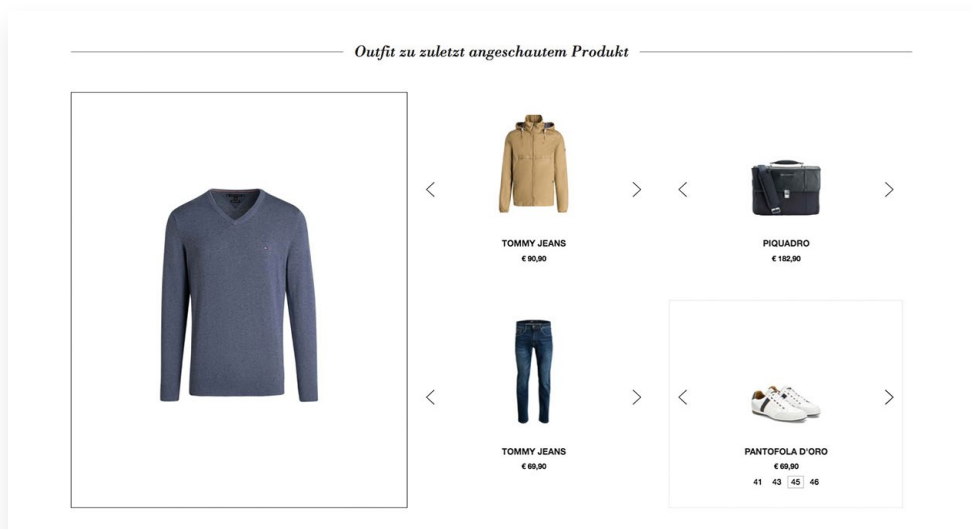 Outfit zu zuletzt angeschautem Produkt
TOMMY JEANS
€ 90,90
PIQUADRO
€ 182,90
TOMMY JEANS
€ 69,90
PANTOFOLA D'ORO
€ 69,90
41 43 45 46